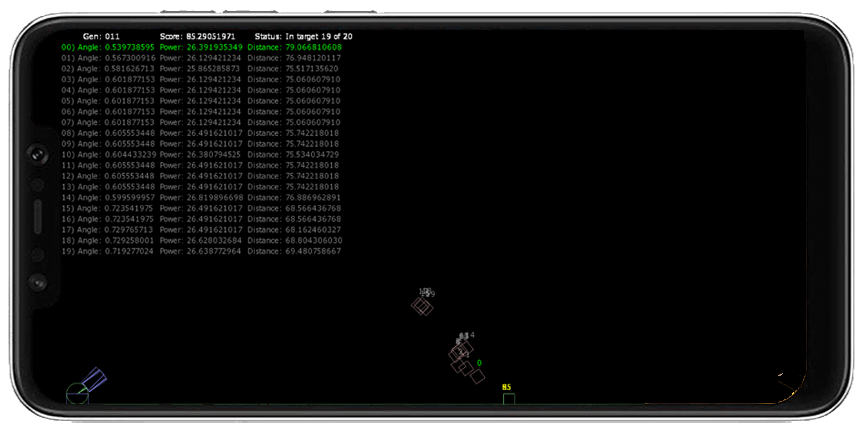 Gen: 011 Score: 85.29051971 Status: In target 19 of 20
00) Angle: 0.539738595 Power: 26.391935349 Distance: 79.066810608
01) Angle: 0.567300916 Power: 26.129421234 Distance: 76.948120117
02) Angle: 0.581626713 Power: 25.865285873 Distance: 75.517135620
03) Angle: 0.601877153 Power: 26.129421234 Distance: 75.060607910
04) Angle: 0.601877153 Power: 26.129421234 Distance: 75.060607910
05) Angle: 0.601877153 Power: 26.129421234 Distance: 75.060607910
06) Angle: 0.601877153 Power: 26.129421234 Distance: 75.060607910
07) Angle: 0.601877153 Power: 26.129421234 Distance: 75.060607910
08) Angle: 0.605553448 Power: 26.491621017 Distance: 75.742218018
09) Angle: 0.605553448 Power: 26.491621017 Distance: 75.742218018
10) Angle: 0.604433239 Power: 26.380794525 Distance: 75.534034729
11) Angle: 0.605553448 Power: 26.491621017 Distance: 75.742218018
12) Angle: 0.605553448 Power: 26.491621017 Distance: 75.742218018
13) Angle: 0.605553448 Power: 26.491621017 Distance: 75.742218018
14) Angle: 0.599599957 Power: 26.819896698 Distance: 76.886962891
15) Angle: 0.723541975 Power: 26.491621017 Distance: 68.566436768
16) Angle: 0.723541975 Power: 26.491621017 Distance: 68.566436768
17) Angle: 0.729765713 Power: 26.491621017 Distance: 68.162460327
18) Angle: 0.729258001 Power: 26.628032684 Distance: 68.804306030
19) Angle: 0.719277024 Power: 26.638772964 Distance: 69.480758667
0
85